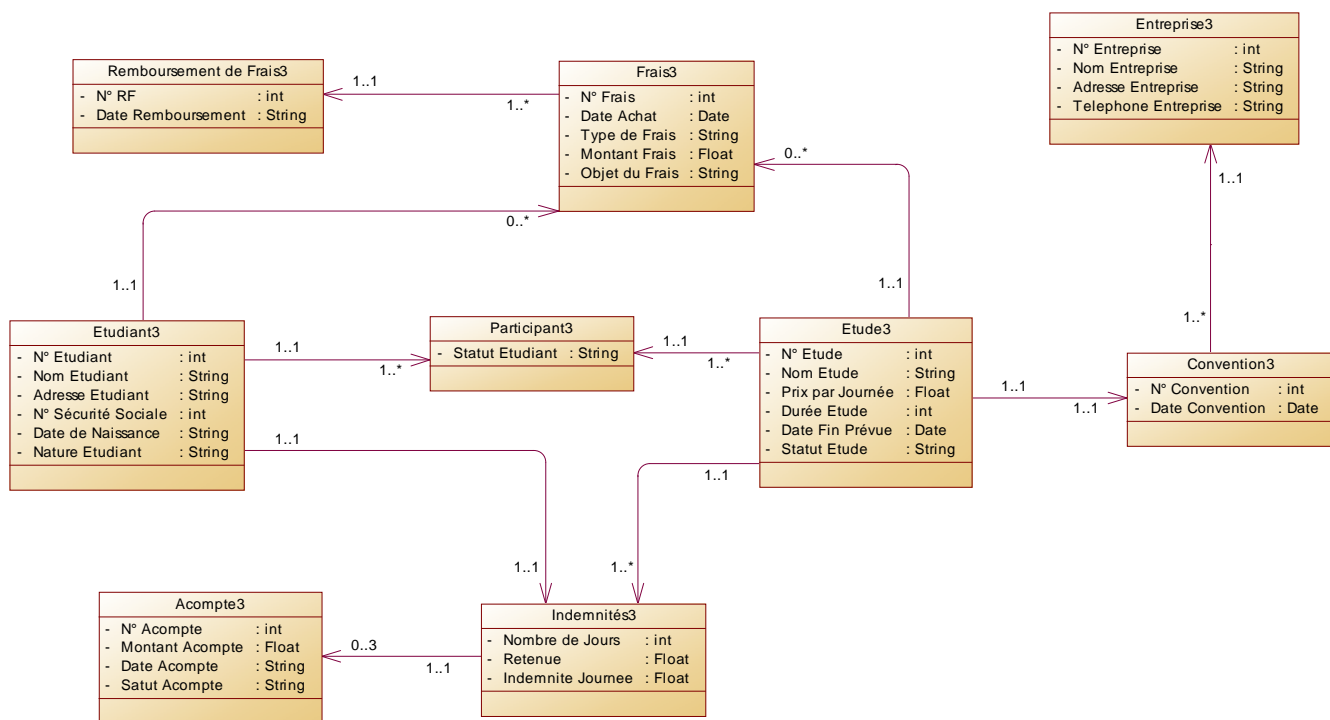 Entreprise3
- N° Entreprise : int
- Nom Entreprise : String
- Adresse Entreprise : String
- Telephone Entreprise : String
Remboursement de Frais3
- N° RF : int
- Date Remboursement : String
1..1
1..*
Frais3
- N° Frais : int
- Date Achat : Date
- Type de Frais : String
- Montant Frais : Float
- Objet du Frais : String
0..*
0..*
1..1
1..1
1..1
1..*
Etudiant3
- N° Etudiant : int
- Nom Etudiant : String
- Adresse Etudiant : String
- N° Sécurité Sociale : int
- Date de Naissance : String
- Nature Etudiant : String
1..1
1..*
Participant3
- Statut Etudiant : String
1..1
1..*
Etude3
- N° Etude : int
- Nom Etude : String
- Prix par Journée : Float
- Durée Etude : int
- Date Fin Prévue : Date
- Statut Etude : String
1..1
1..1
Convention3
- N° Convention : int
- Date Convention : Date
1..1
1..1
1..1
1..*
Acompte3
- N° Acompte : int
- Montant Acompte : Float
- Date Acompte : String
- Satut Acompte : String
0..3
1..1
Indemnités3
- Nombre de Jours : int
- Retenue : Float
- Indemnite Journee : Float